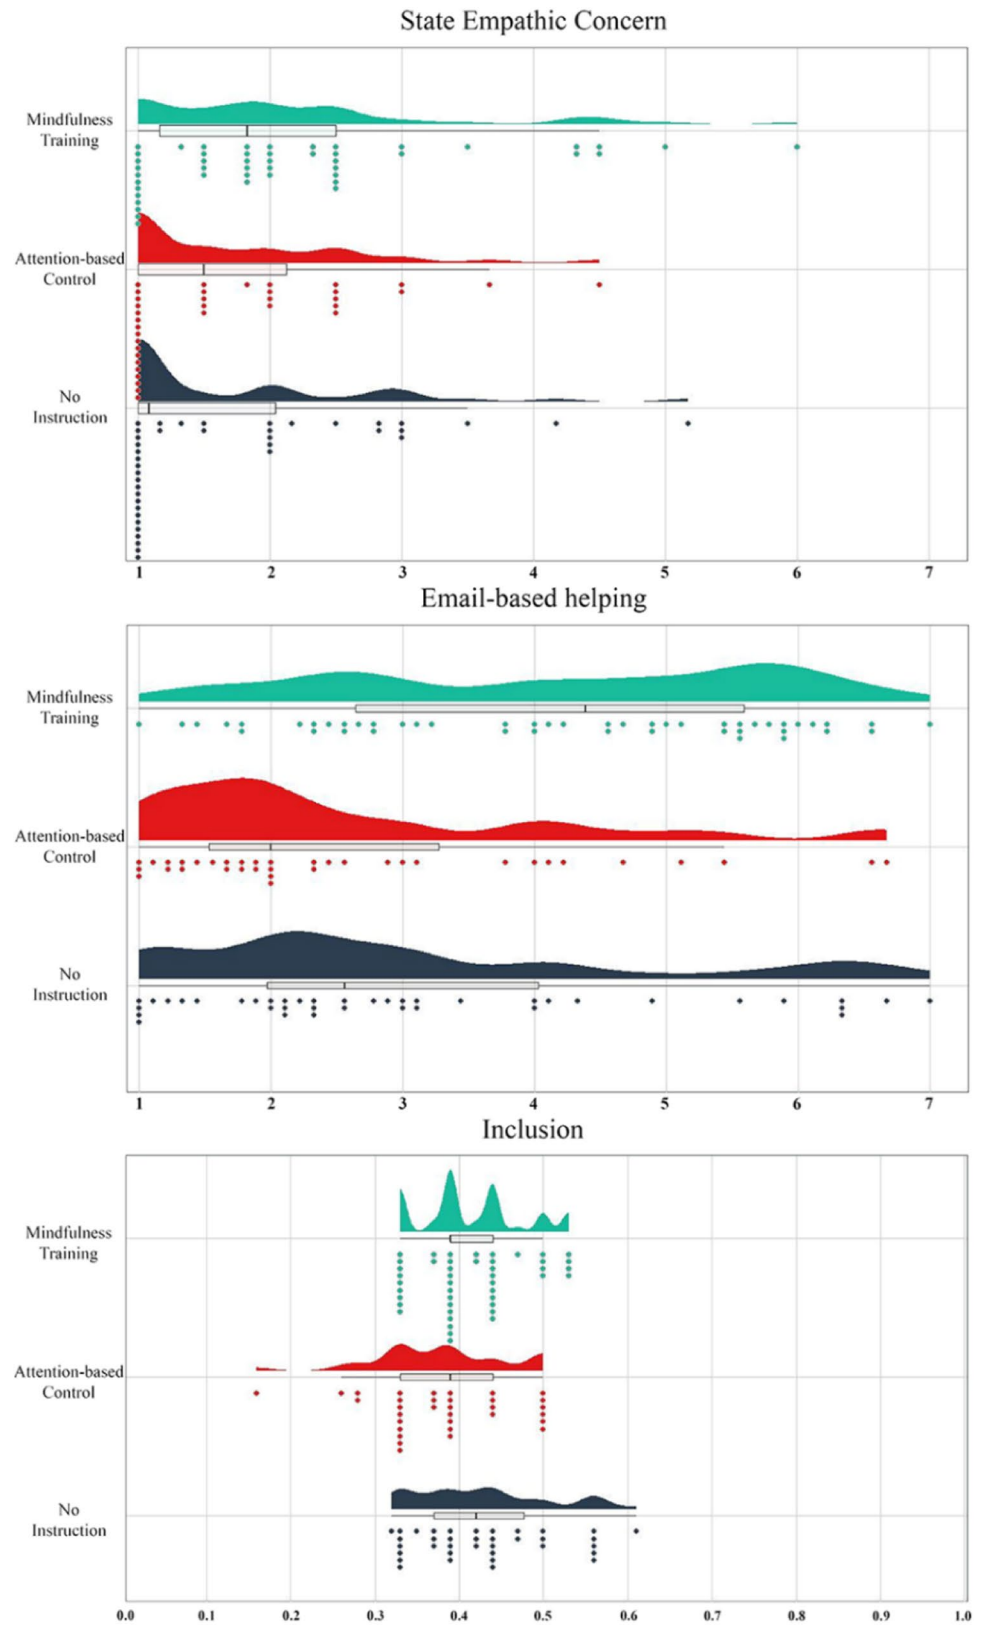 State Empathic Concern
Mindfulness
Training
Attention-based
Control
No
Instruction
1 2 3 4 5 6 7
Email-based helping
Mindfulness
Training
Attention-based
Control
No
Instruction
1 2 3 4 5 6 7
Inclusion
Mindfulness
Training
Attention-based
Control
No
Instruction
0.0 0.1 0.2 0.3 0.4 0.5 0.6 0.7 0.8 0.9 1.0